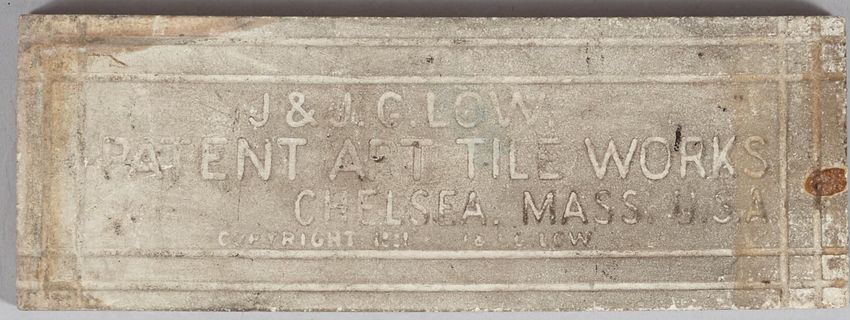 J & J. G. LOW.
PATENT ART TILE WORKS
CHELSEA. MASS. U.S.A.
COPYRIGHT J & J.G. LOW